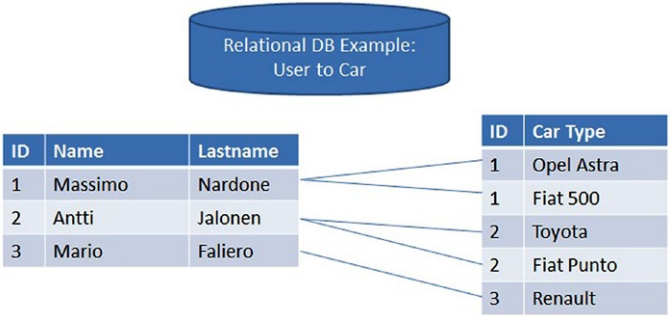 Relational DB Example:
User to Car
ID Name Lastname
1 Massimo Nardone
2 Antti Jalonen
3 Mario Faliero
ID Car Type
1 Opel Astra
1 Fiat 500
2 Toyota
2 Fiat Punto
3 Renault